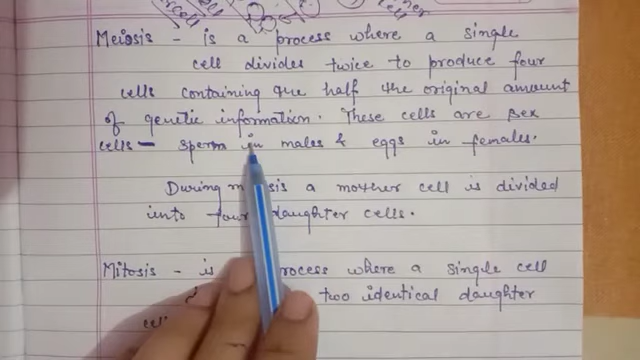 Meiosis - is a process where a single
cell divides twice to produce four
cells containing the half the original amount
of genetic information. These cells are sex
cells - sperm in males & eggs in females.
During a mother cell is divided
into four daughter cells.
Mitosis - is process where a single cell
two identical daughter